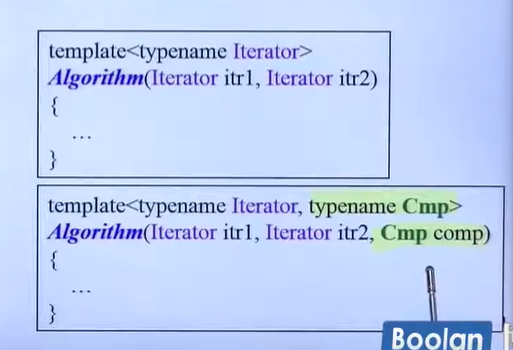 template<typename Iterator>
Algorithm(Iterator itr1, Iterator itr2)
{
...
}
template<typename Iterator, typename Cmp>
Algorithm(Iterator itr1, Iterator itr2, Cmp comp)
{
...
}
Boolan